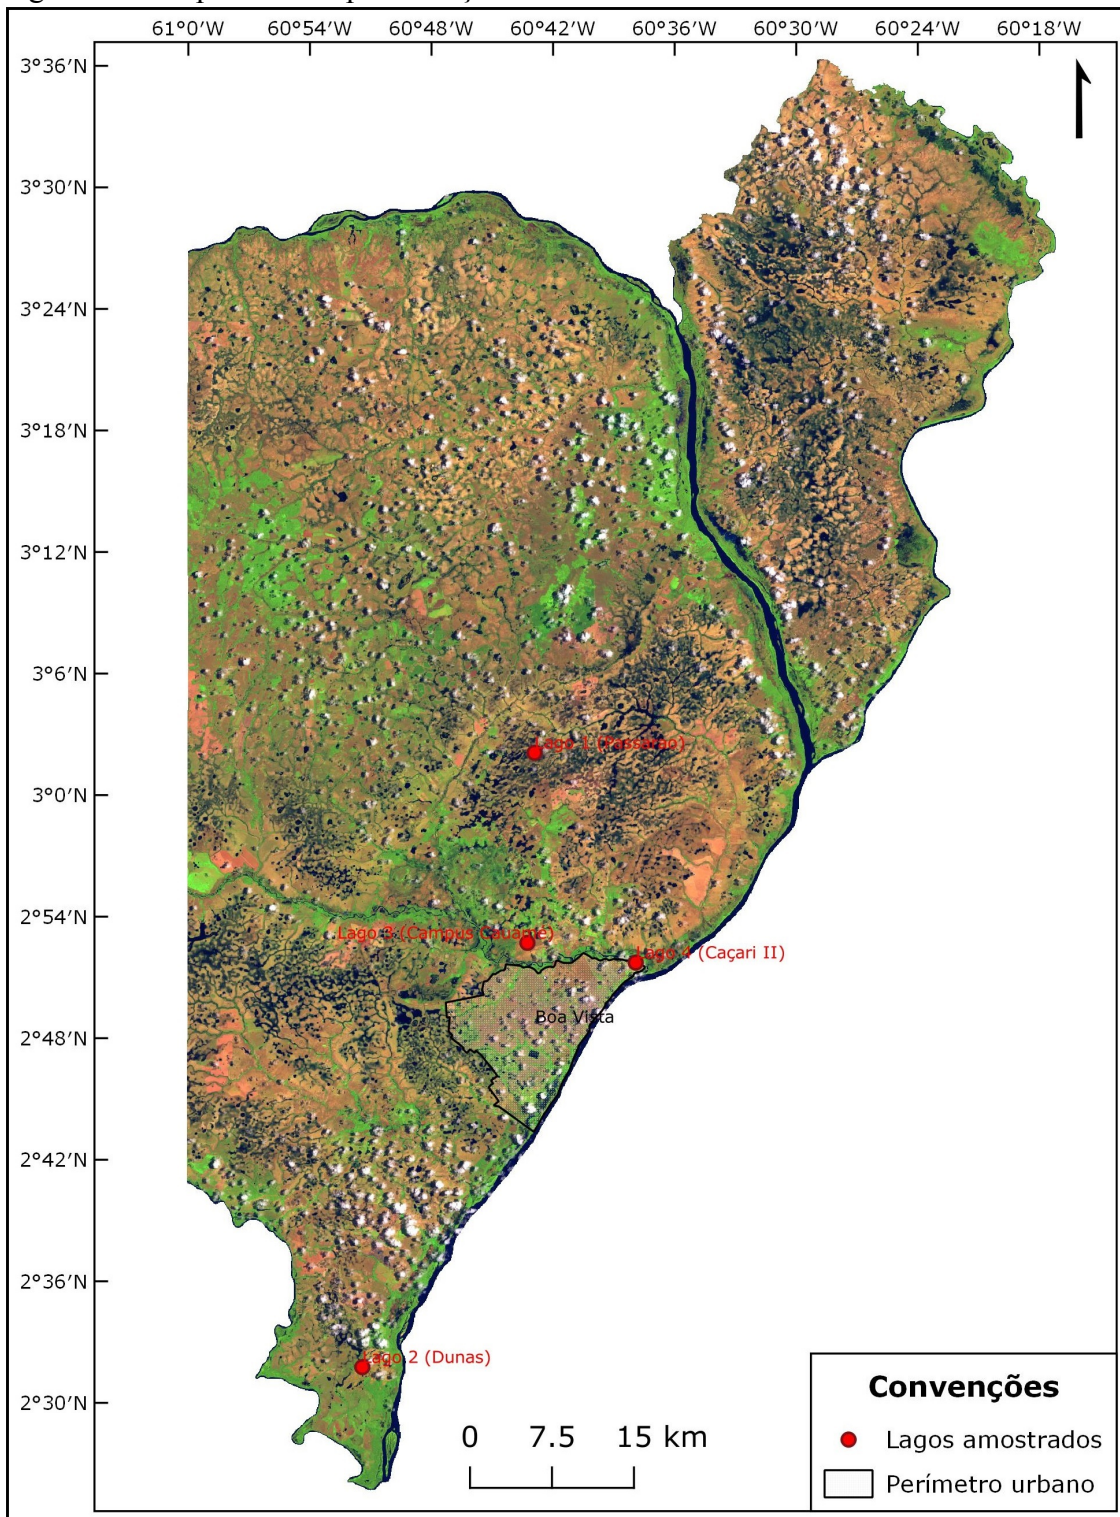 61°0’W 60°54’W 60°48’W 60°42’W 60°36’W 60°30’W 60°24’W 60°18’W
3°36’N
3°30’N
3°24’N
3°18’N
3°12’N
3°6’N
Lago 1 (Passarão)
3°0’N
2°54’N
Lago 3 (Campus Cauamé)
Lago 4 (Caçari II)
Boa Vista
2°48’N
2°42’N
2°36’N
Lago 2 (Dunas)
2°30’N
0 7.5 15 km
Convenções
Lagos amostrados
Perímetro urbano